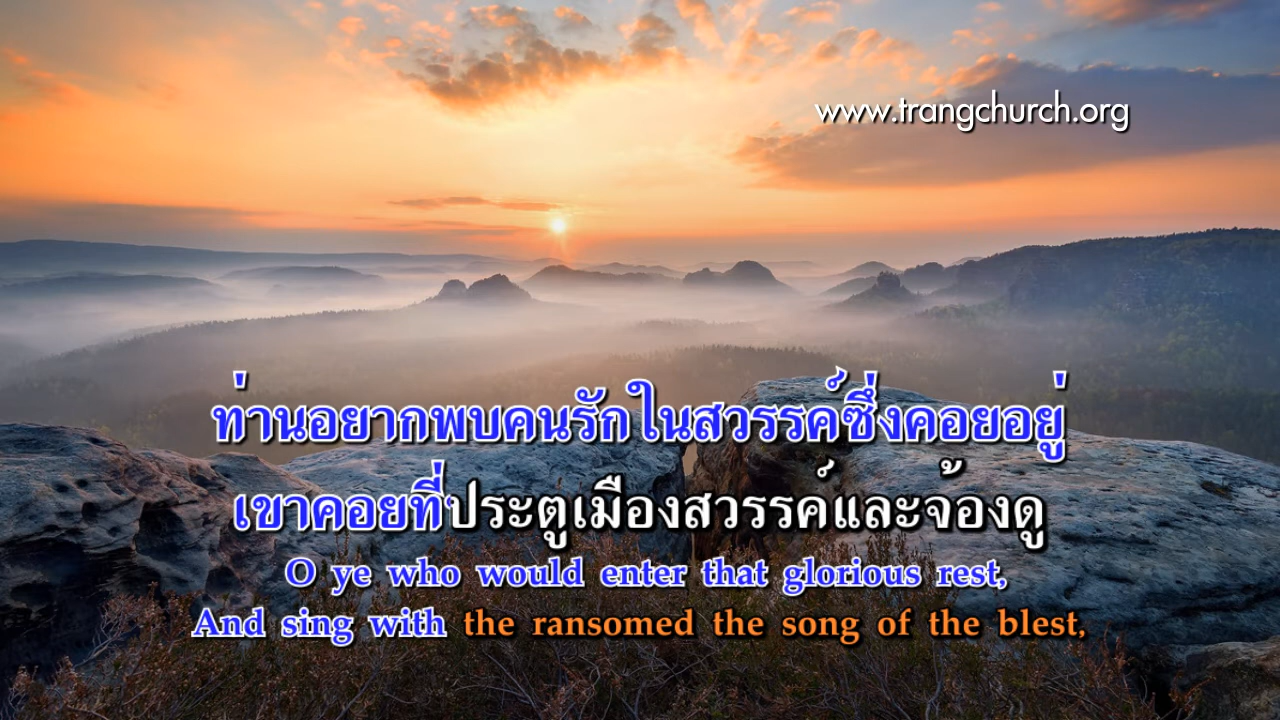 www.trangchurch.org
ท่านอยากพบคนรักในสวรรค์ซึ่งคอยอยู่
เขาคอยที่ประตูเมืองสวรรค์และจ้องดู
O ye who would enter that glorious rest,
And sing with the ransomed the song of the blest,